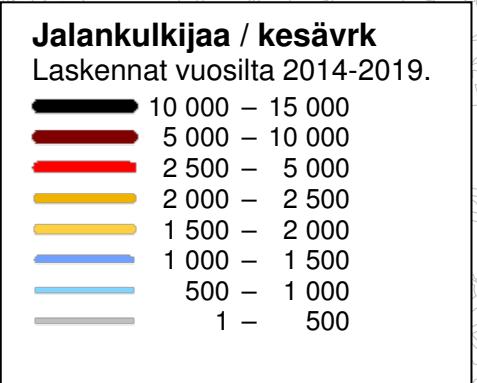 Jalankulkijaa / kesävrk
Laskennat vuosilta 2014-2019.
10 000 – 15 000
5 000 – 10 000
2 500 – 5 000
2 000 – 2 500
1 500 – 2 000
1 000 – 1 500
500 – 1 000
1 – 500